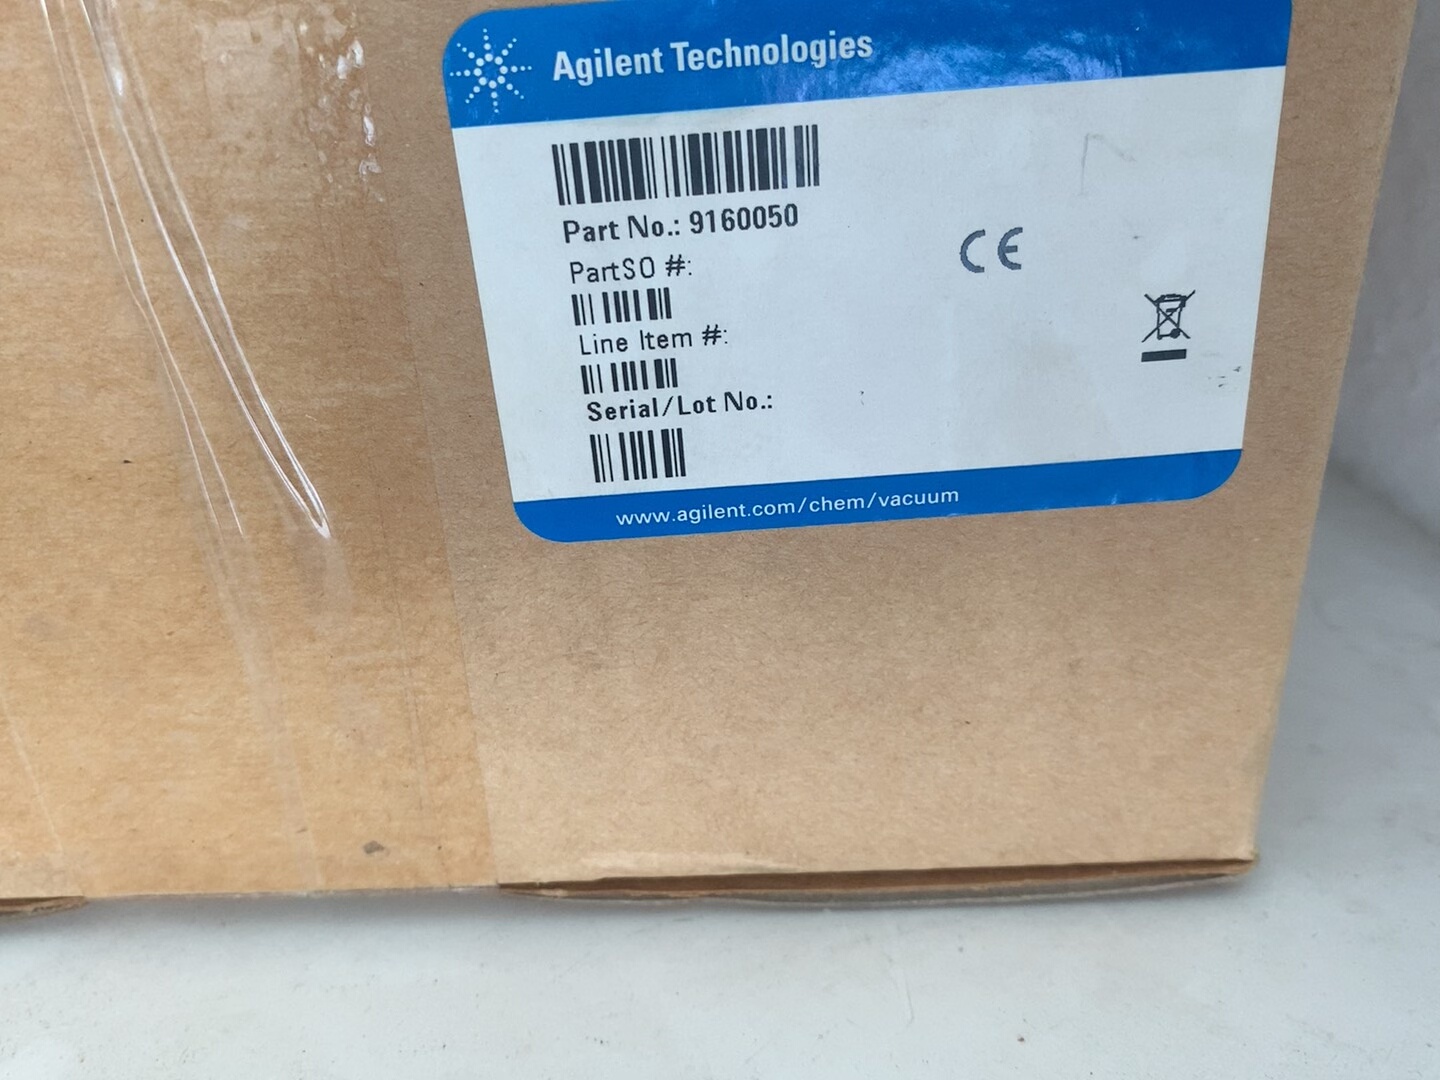 Agilent Technologies
Part No.: 9160050
PartSO #:
Line Item #:
Serial/Lot No.:
CE
www.agilent.com/chem/vacuum